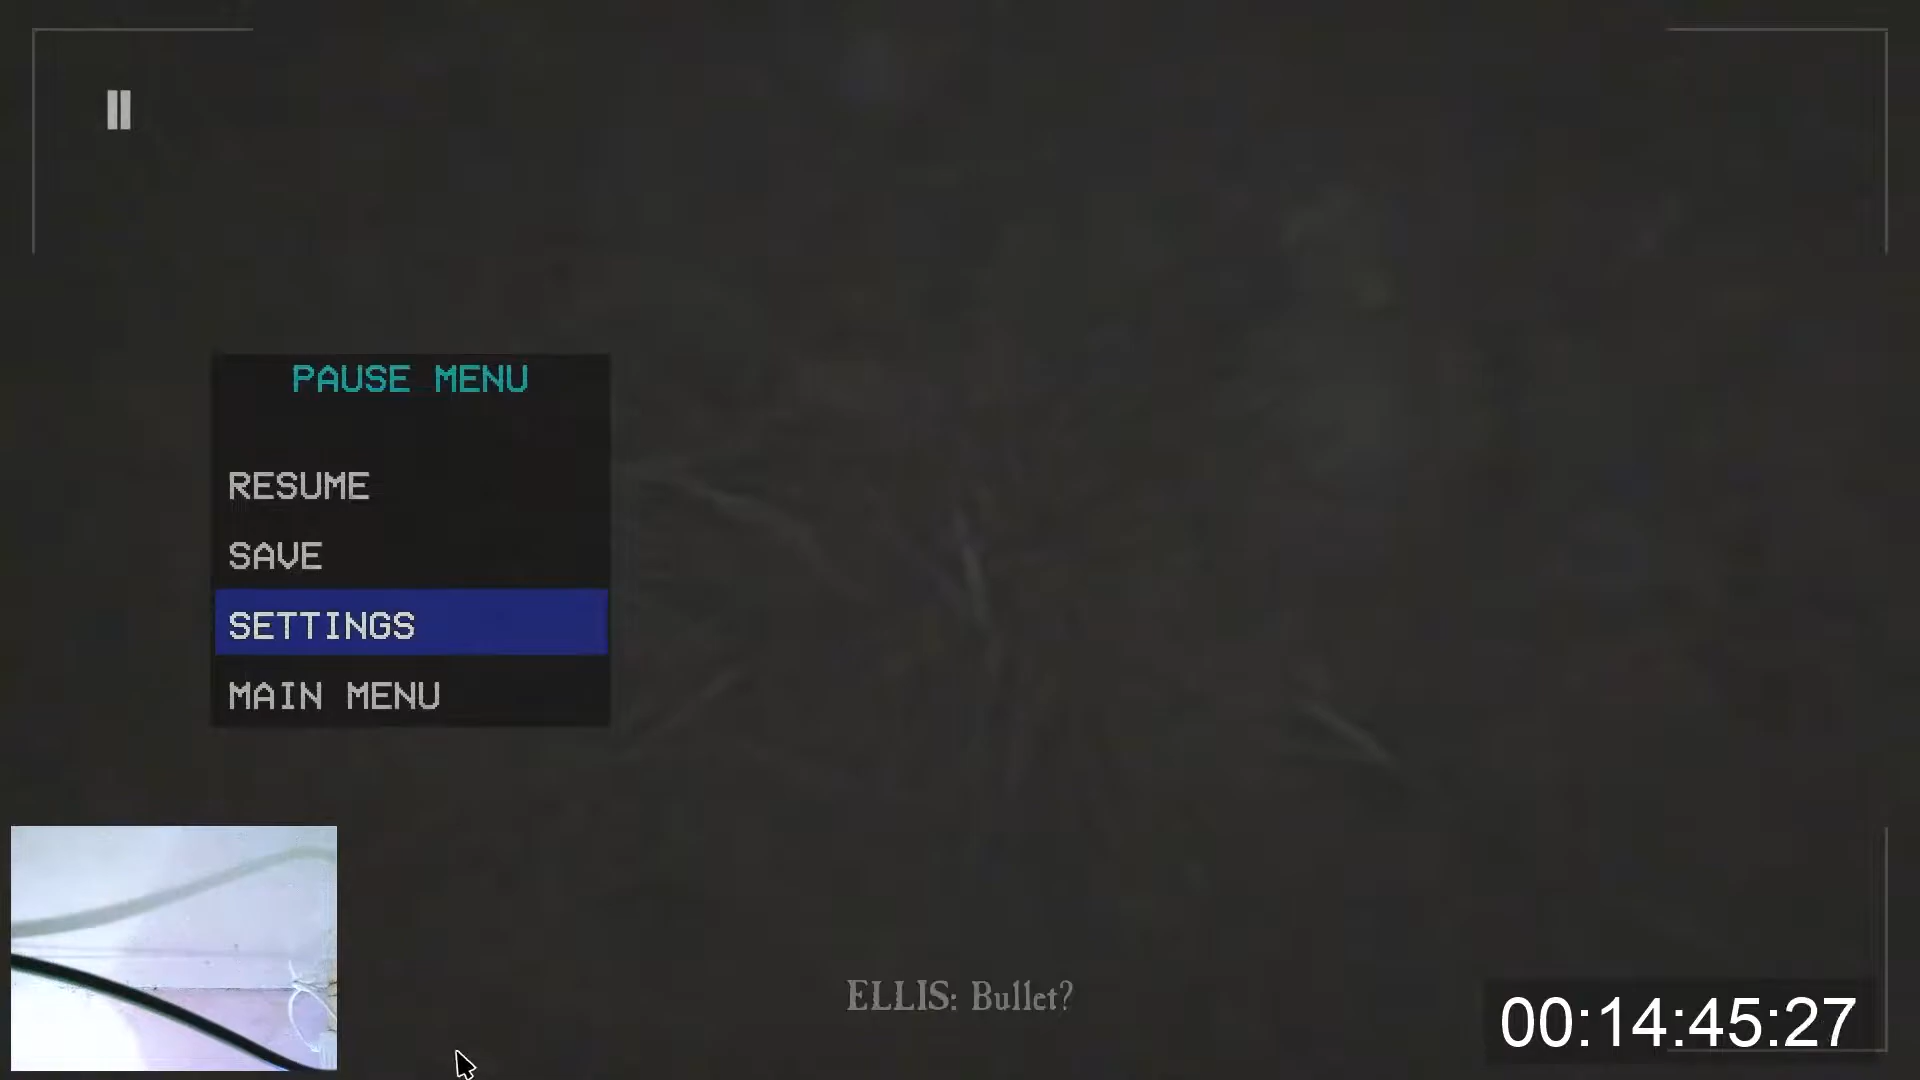 PAUSE MENU
RESUME
SAVE
SETTINGS
MAIN MENU
ELLIS: Bullet?
00:14:45:27